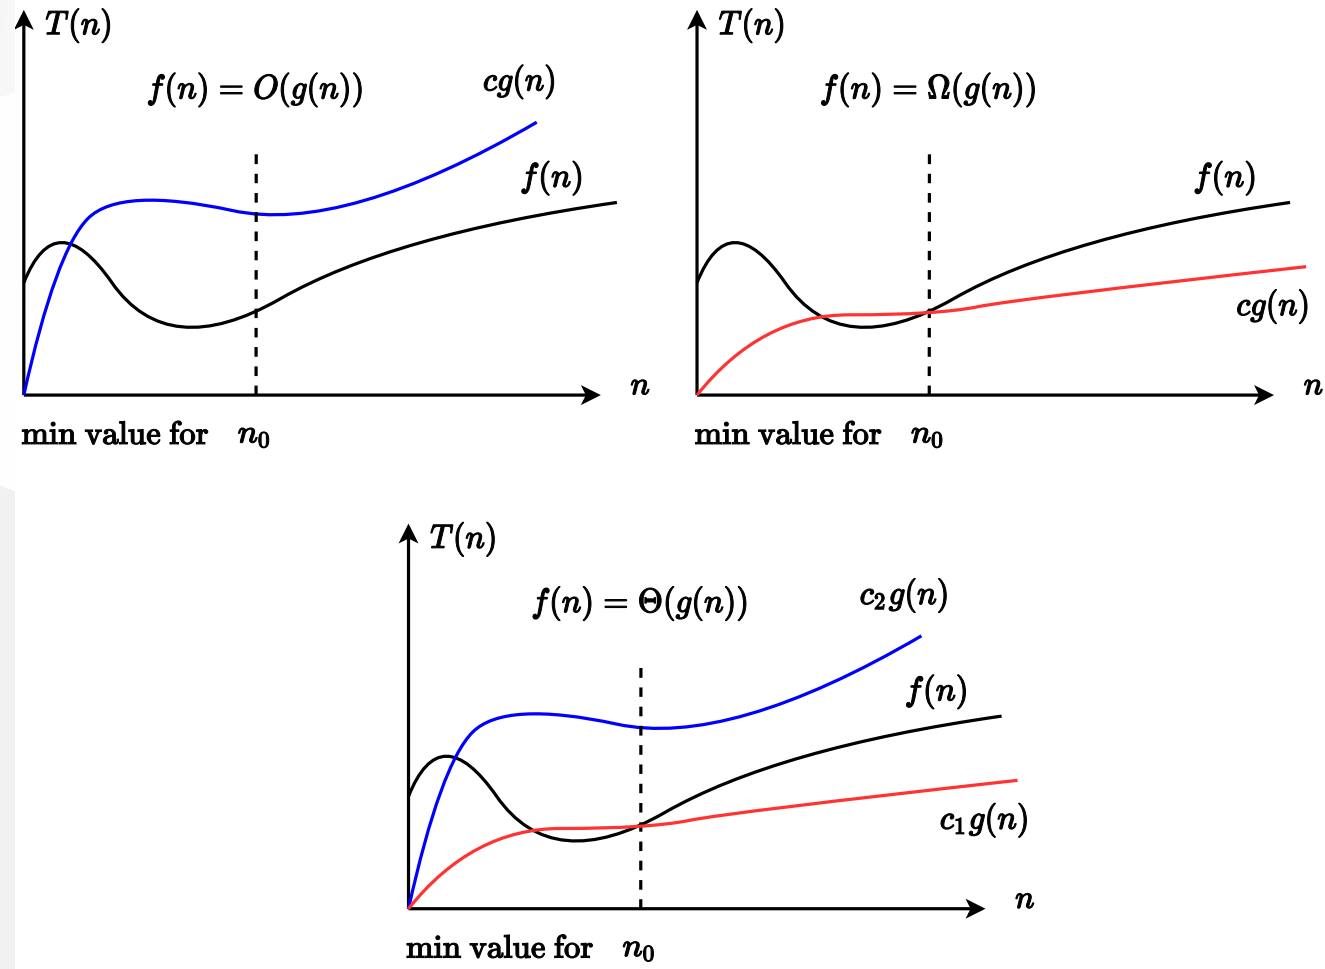 T(n)
f(n) = O(g(n))
cg(n)
f(n)
n
min value for n₀
T(n)
f(n) = Ω(g(n))
f(n)
cg(n)
n
min value for n₀
T(n)
f(n) = Θ(g(n))
c₂g(n)
f(n)
c₁g(n)
n
min value for n₀